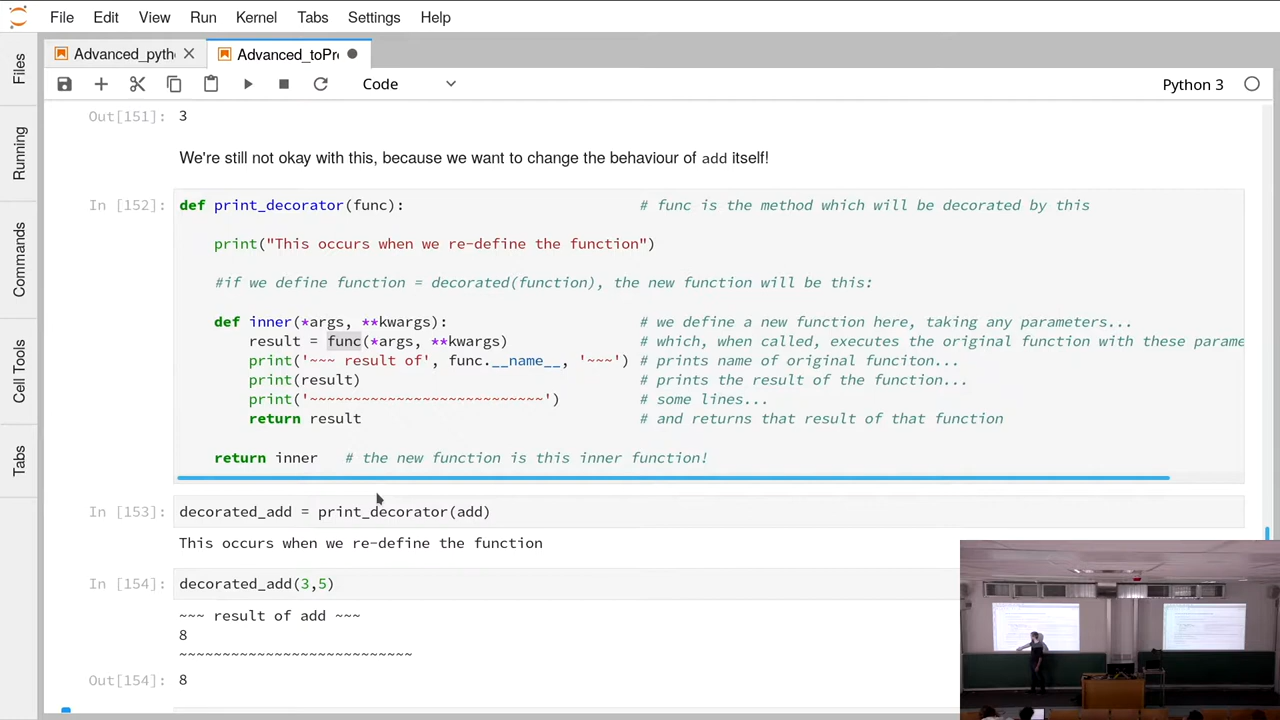 File Edit View Run Kernel Tabs Settings Help
Files
Running
Commands
Cell Tools
Tabs
Advanced_pyth
Advanced_toPr
Code
Python 3
Out[151]: 3
We're still not okay with this, because we want to change the behaviour of add itself!
In [152]: def print_decorator(func): # func is the method which will be decorated by this
print("This occurs when we re-define the function")
#if we define function = decorated(function), the new function will be this:
def inner(*args, **kwargs): # we define a new function here, taking any parameters...
result = func(*args, **kwargs) # which, when called, executes the original function with these parame
print('~~~ result of', func.__name__, '~~~') # prints name of original funciton...
print(result) # prints the result of the function...
print('~~~~~~~~~~~~~~~~~~~~~~~~~~~') # some lines...
return result # and returns that result of that function
return inner # the new function is this inner function!
In [153]: decorated_add = print_decorator(add)
This occurs when we re-define the function
In [154]: decorated_add(3,5)
~~~ result of add ~~~
8
~~~~~~~~~~~~~~~~~~~~~~~~~~~
Out[154]: 8